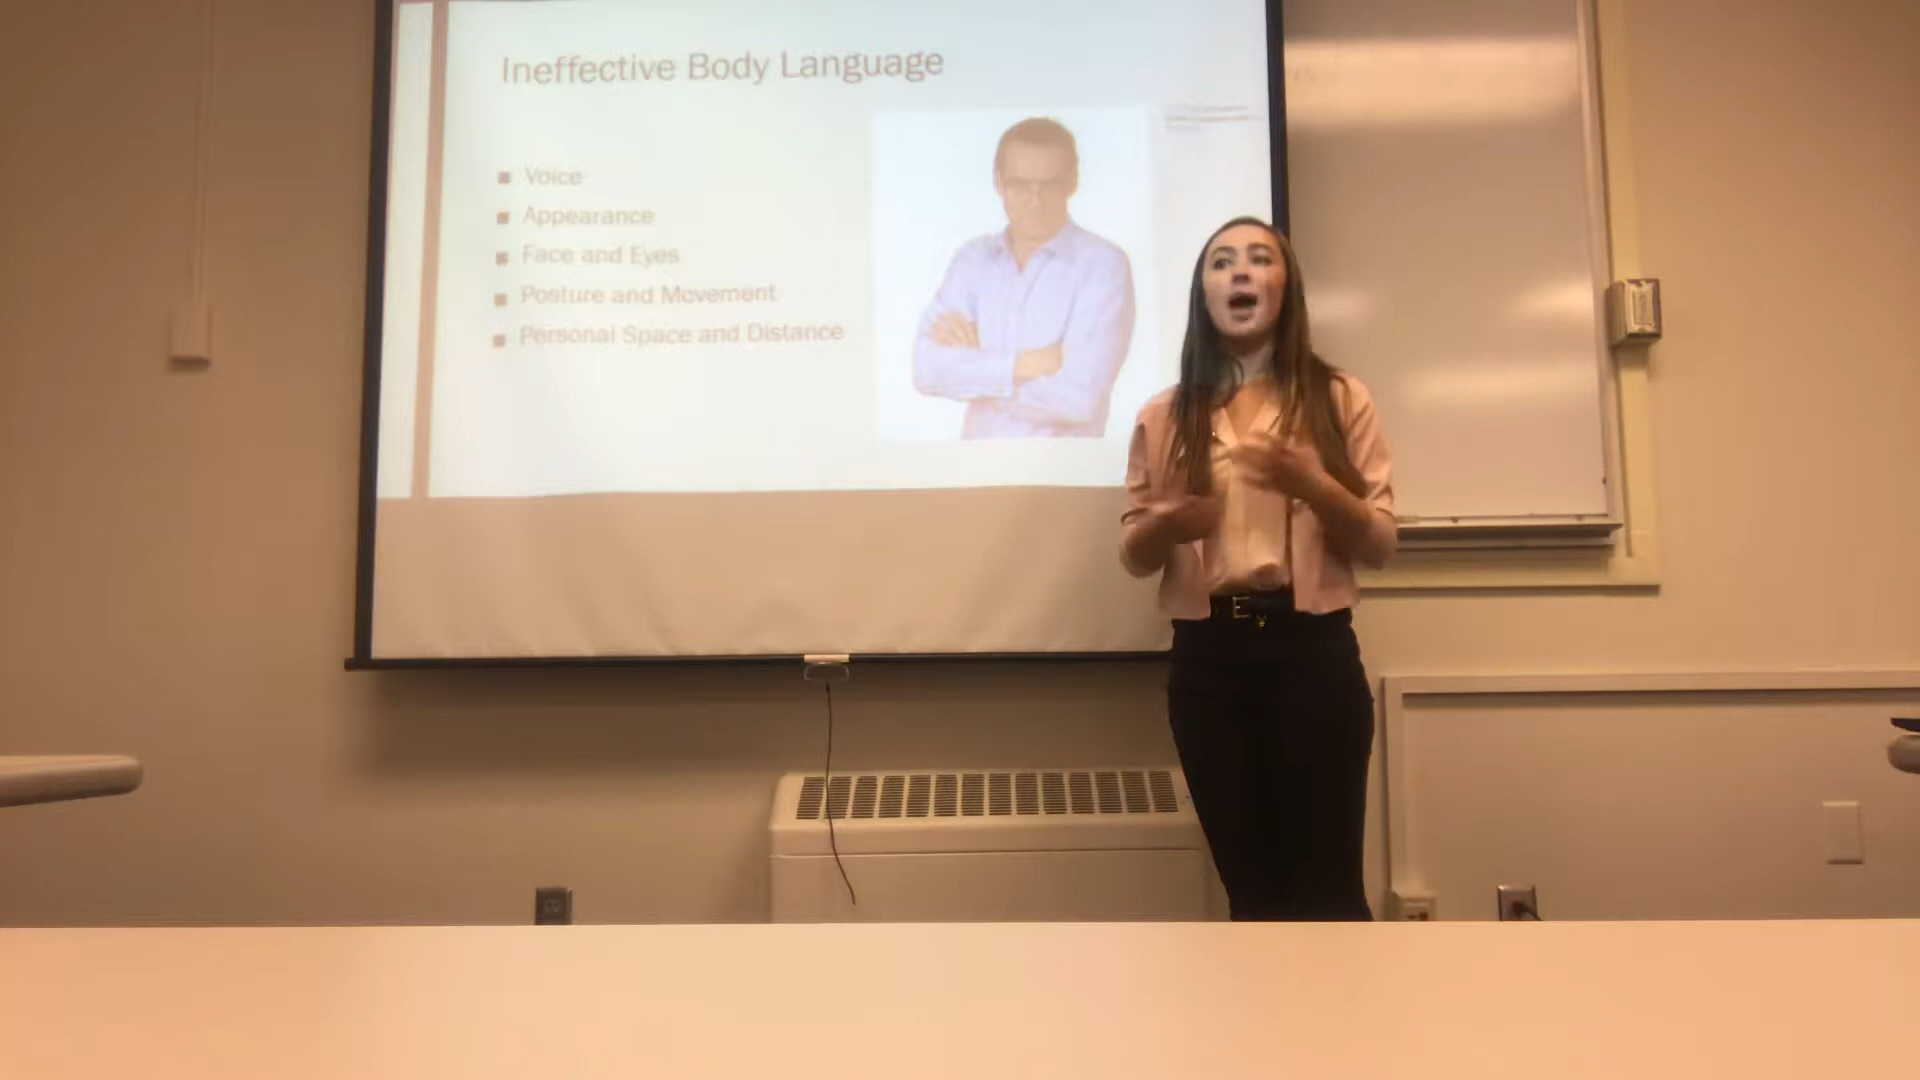 Ineffective Body Language
Voice
Appearance
Face and Eyes
Posture and Movement
Personal Space and Distance